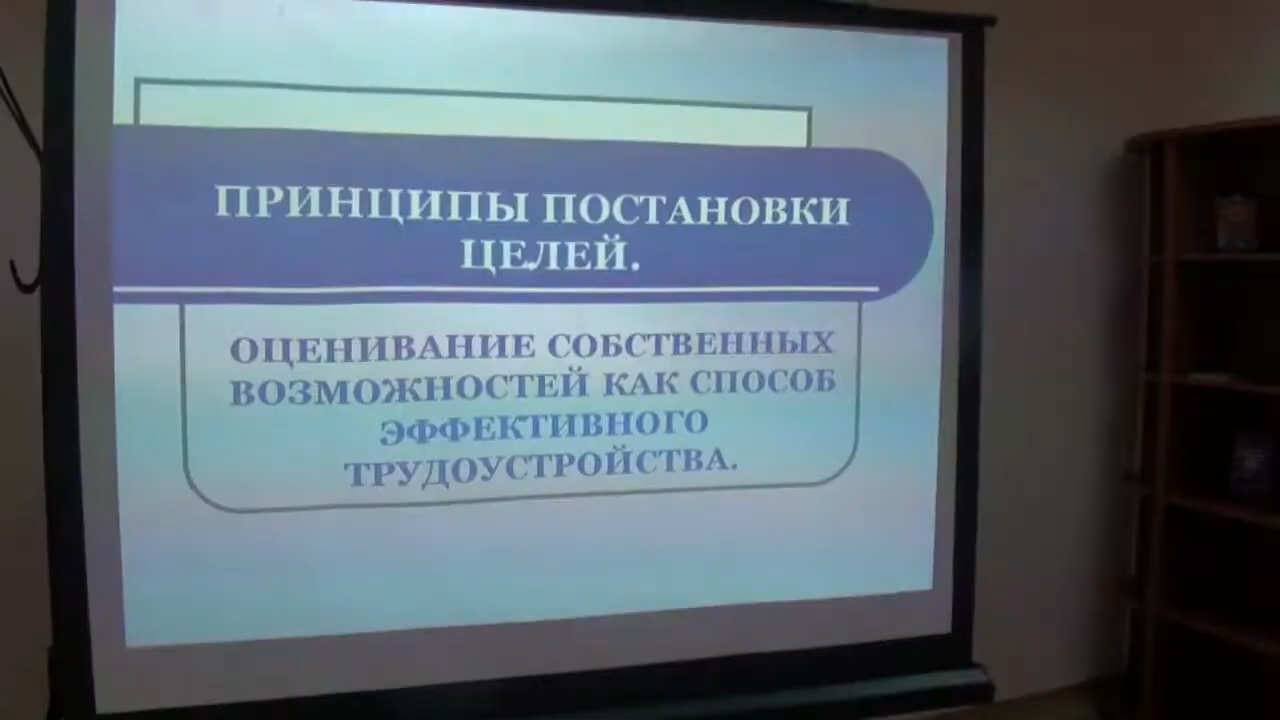 ПРИНЦИПЫ ПОСТАНОВКИ
ЦЕЛЕЙ.
ОЦЕНИВАНИЕ СОБСТВЕННЫХ
ВОЗМОЖНОСТЕЙ КАК СПОСОБ
ЭФФЕКТИВНОГО
ТРУДОУСТРОЙСТВА.